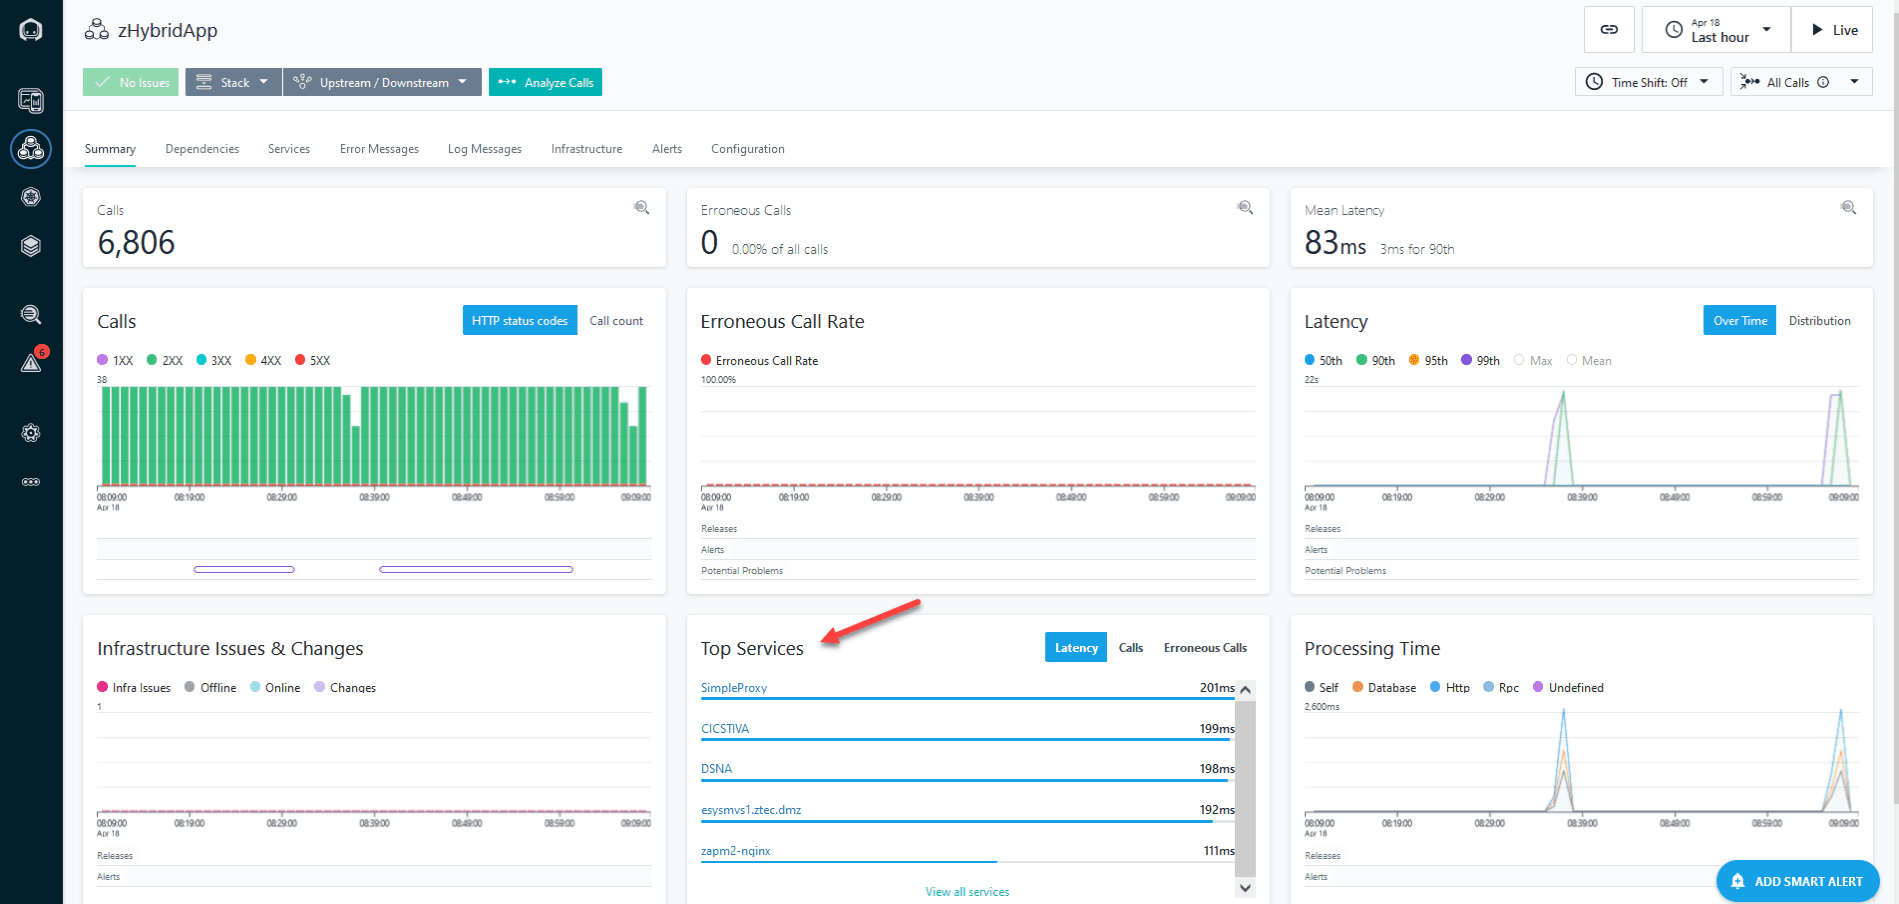 zHybridApp
Apr 18
Last hour
Live
No Issues
Stack
Upstream / Downstream
Analyze Calls
Time Shift: Off
All Calls
Summary Dependencies Services Error Messages Log Messages Infrastructure Alerts Configuration
6
Calls
6,806
Erroneous Calls
0 0.00% of all calls
Mean Latency
83ms 3ms for 90th
Calls
HTTP status codes Call count
1XX 2XX 3XX 4XX 5XX
38
08:09:00 08:19:00 08:29:00 08:39:00 08:49:00 08:59:00 09:09:00
Apr 18
Erroneous Call Rate
Erroneous Call Rate
100.00%
08:09:00 08:19:00 08:29:00 08:39:00 08:49:00 08:59:00 09:09:00
Apr 18
Releases
Alerts
Potential Problems
Latency
Over Time Distribution
50th 90th 95th 99th Max Mean
22s
08:09:00 08:19:00 08:29:00 08:39:00 08:49:00 08:59:00 09:09:00
Apr 18
Releases
Alerts
Potential Problems
Infrastructure Issues & Changes
Infra Issues Offline Online Changes
1
08:09:00 08:19:00 08:29:00 08:39:00 08:49:00 08:59:00 09:09:00
Apr 18
Releases
Alerts
Top Services
Latency Calls Erroneous Calls
SimpleProxy 201ms
CICSTIVA 199ms
DSNA 198ms
esysmvs1.ztec.dmz 192ms
zapm2-nginx 111ms
View all services
Processing Time
Self Database Http Rpc Undefined
2,600ms
08:09:00 08:19:00 08:29:00 08:39:00 08:49:00 08:59:00 09:09:00
Apr 18
Releases
Alerts
ADD SMART ALERT